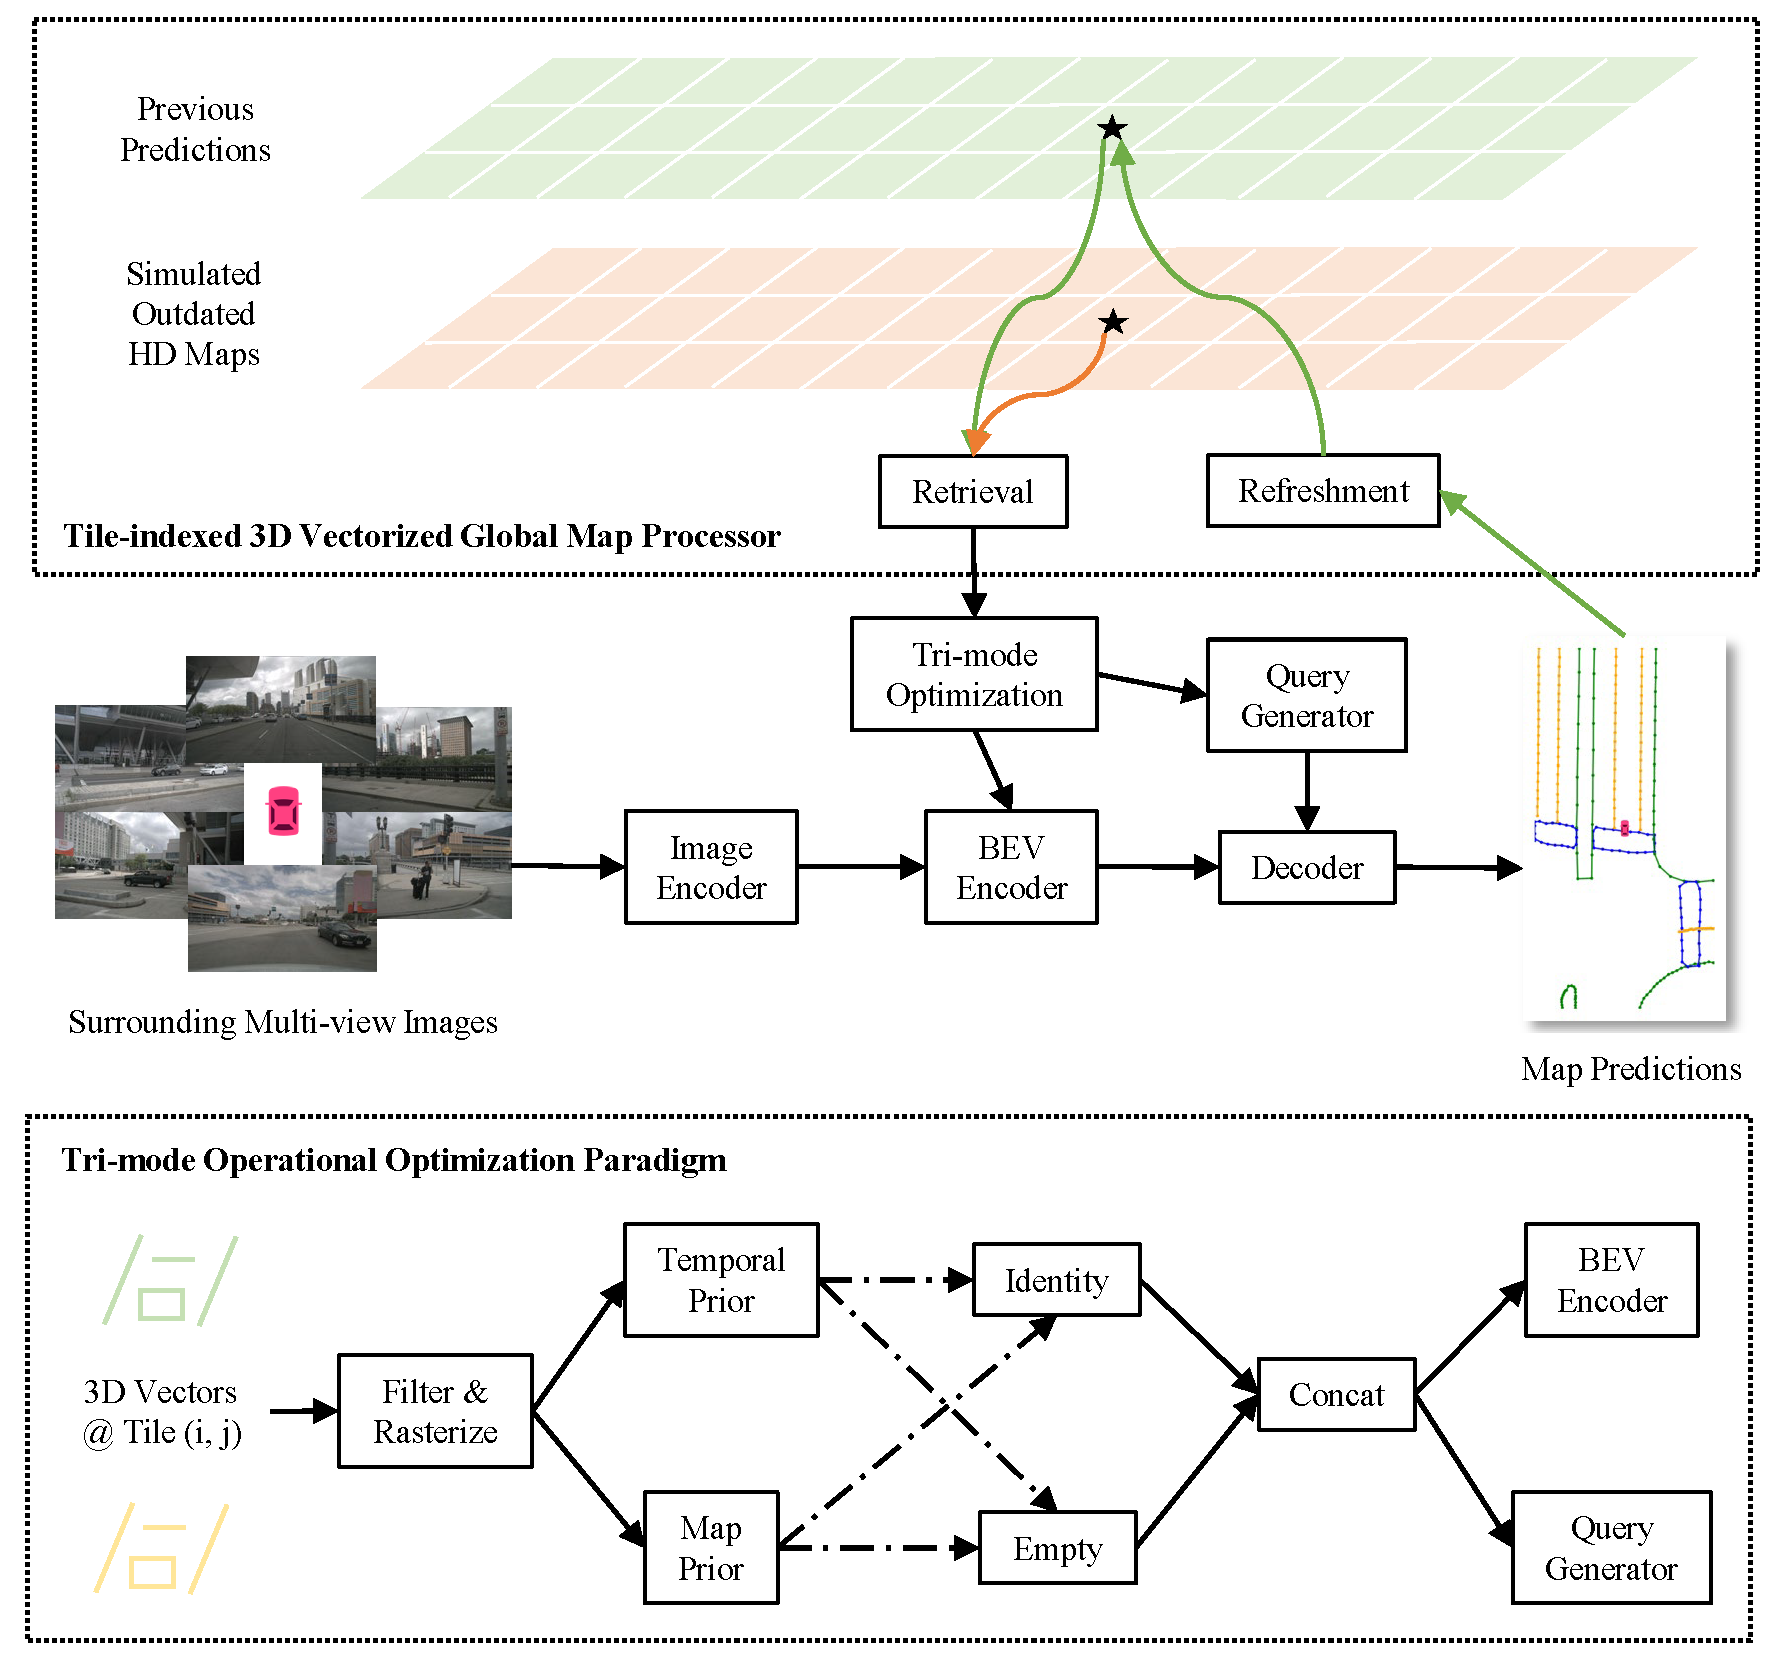 Previous
Predictions
Simulated
Outdated
HD Maps
Retrieval
Refreshment
Tile-indexed 3D Vectorized Global Map Processor
Tri-mode
Optimization
Query
Generator
Image
Encoder
BEV
Encoder
Decoder
Surrounding Multi-view Images
Map Predictions
Tri-mode Operational Optimization Paradigm
3D Vectors
@ Tile (i, j)
Filter &
Rasterize
Temporal
Prior
Map
Prior
Identity
Empty
Concat
BEV
Encoder
Query
Generator